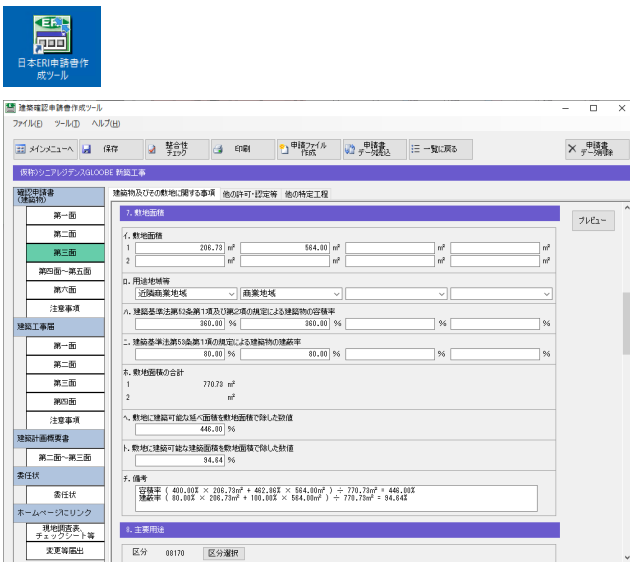 ERI
日本ERI申請書作
成ツール
建築確認申請書作成ツール
ファイル(F) ツール(T) ヘルプ(H)
メインメニューへ 保存 整合性チェック 印刷 申請ファイル作成 申請書データ読込 一覧に戻る 申請書データ削除
仮称)シニアレジデンスGLOOBE 新築工事
確認申請書
(建築物)
第一面
第二面
第三面
第四面~第五面
第六面
注意事項
建築工事届
第一面
第二面
第三面
第四面
注意事項
建築計画概要書
第二面~第三面
委任状
委任状
ホームページにリンク
現地調査表、
チェックシート等
変更等届出
建築物及びその敷地に関する事項 他の許可・認定等 他の特定工程
プレビュー
7. 敷地面積
イ. 敷地面積
1 206.73 ㎡ 564.00 ㎡ ㎡ ㎡
2 ㎡ ㎡ ㎡ ㎡
ロ. 用途地域等
近隣商業地域 商業地域
ハ. 建築基準法第52条第1項及び第2項の規定による建築物の容積率
360.00 % 360.00 % % %
ニ. 建築基準法第53条第1項の規定による建築物の建蔽率
80.00 % 80.00 % % %
ホ. 敷地面積の合計
1 770.73 ㎡
2 ㎡
ヘ. 敷地に建築可能な延べ面積を敷地面積で除した数値
446.00 %
ト. 敷地に建築可能な建築面積を敷地面積で除した数値
94.64 %
チ. 備考
容積率 ( 400.00% × 206.73㎡ + 462.86% × 564.00㎡ ) ÷ 770.73㎡ = 446.00%
建蔽率 ( 80.00% × 206.73㎡ + 100.00% × 564.00㎡ ) ÷ 770.73㎡ = 94.64%
8. 主要用途
区分 08170 区分選択